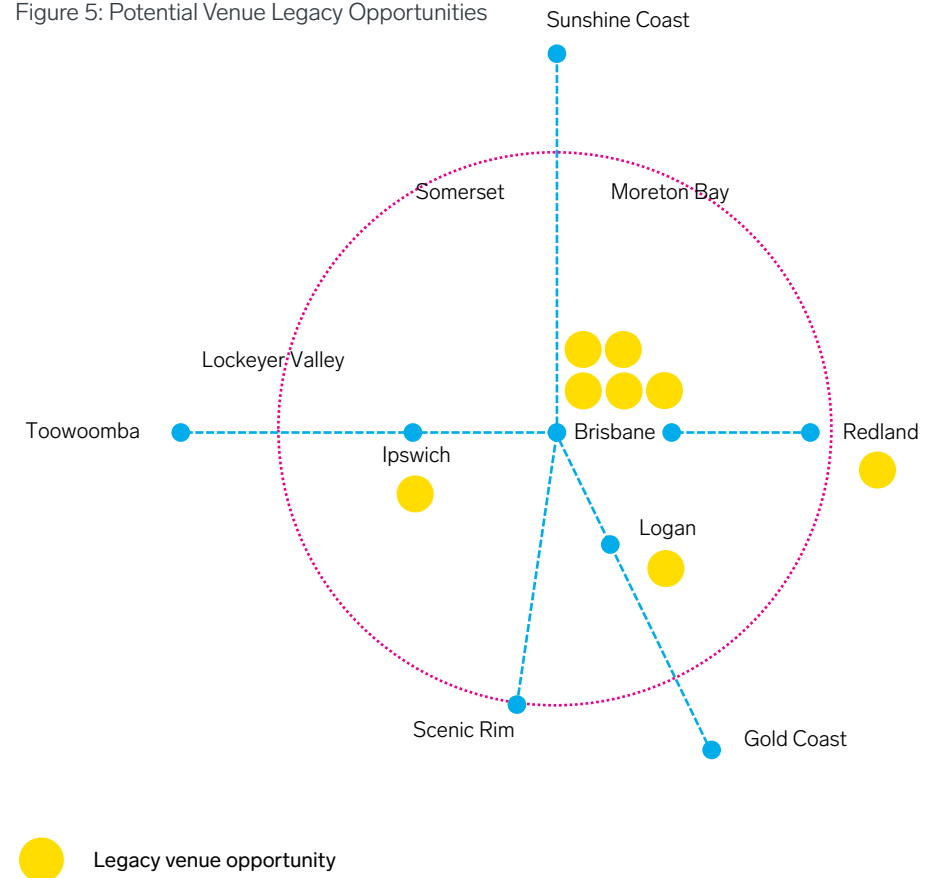 Figure 5: Potential Venue Legacy Opportunities
Sunshine Coast
Somerset
Moreton Bay
Lockeyer Valley
Toowoomba
Brisbane
Redland
Ipswich
Logan
Scenic Rim
Gold Coast
Legacy venue opportunity